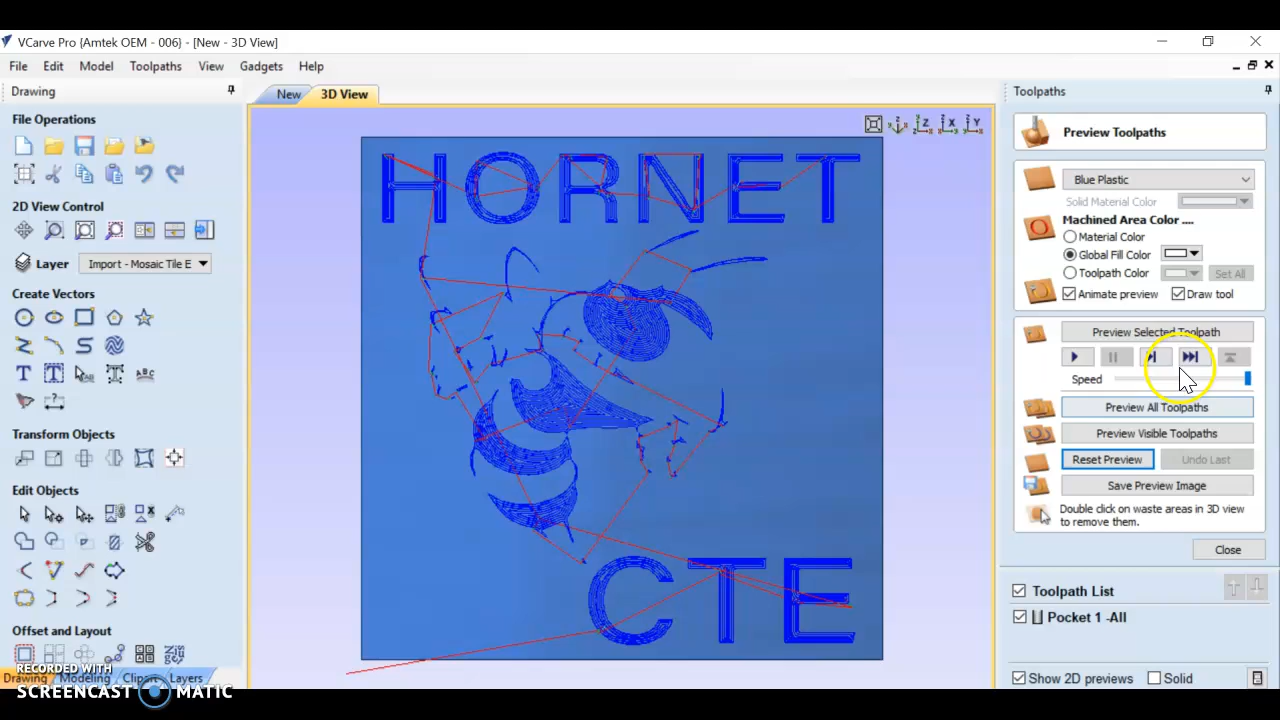 VCarve Pro {Amtek OEM - 006} - [New - 3D View]
File Edit Model Toolpaths View Gadgets Help
Drawing
File Operations
2D View Control
Layer Import - Mosaic Tile E
Create Vectors
Transform Objects
Edit Objects
Offset and Layout
Drawing Modeling Clipart Layers
RECORDED WITH
SCREENCAST MATIC
New 3D View
Z X Y
HORNET
CTE
Toolpaths
Preview Toolpaths
Blue Plastic
Solid Material Color
Machined Area Color ....
Material Color
Global Fill Color
Toolpath Color Set All
Animate preview Draw tool
Preview Selected Toolpath
Speed
Preview All Toolpaths
Preview Visible Toolpaths
Reset Preview Undo Last
Save Preview Image
Double click on waste areas in 3D view
to remove them.
Close
Toolpath List
Pocket 1 -All
Show 2D previews Solid